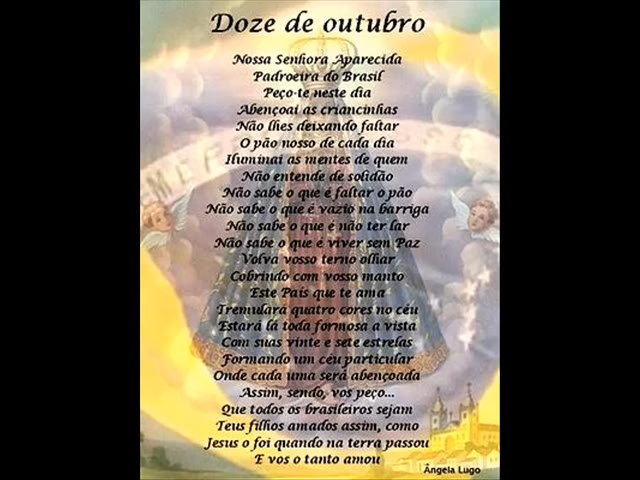 Doze de outubro
Nossa Senhora Aparecida
Padroeira do Brasil
Peço-te neste dia
Abençoai as criancinhas
Não lhes deixando faltar
O pão nosso de cada dia
Iluminai as mentes de quem
Não entende de solidão
Não sabe o que é faltar o pão
Não sabe o que é vazio na barriga
Não sabe o que é não ter lar
Não sabe o que é viver sem Paz
Volva vosso terno olhar
Cobrindo com vosso manto
Este País que te ama
Tremulará quatro cores no céu
Estará lá toda formosa a vista
Com suas vinte e sete estrelas
Formando um céu particular
Onde cada uma será abençoada
Assim, sendo, vos peço...
Que todos os brasileiros sejam
Teus filhos amados assim, como
Jesus o foi quando na terra passou
E vos o tanto amou
Ângela Lugo